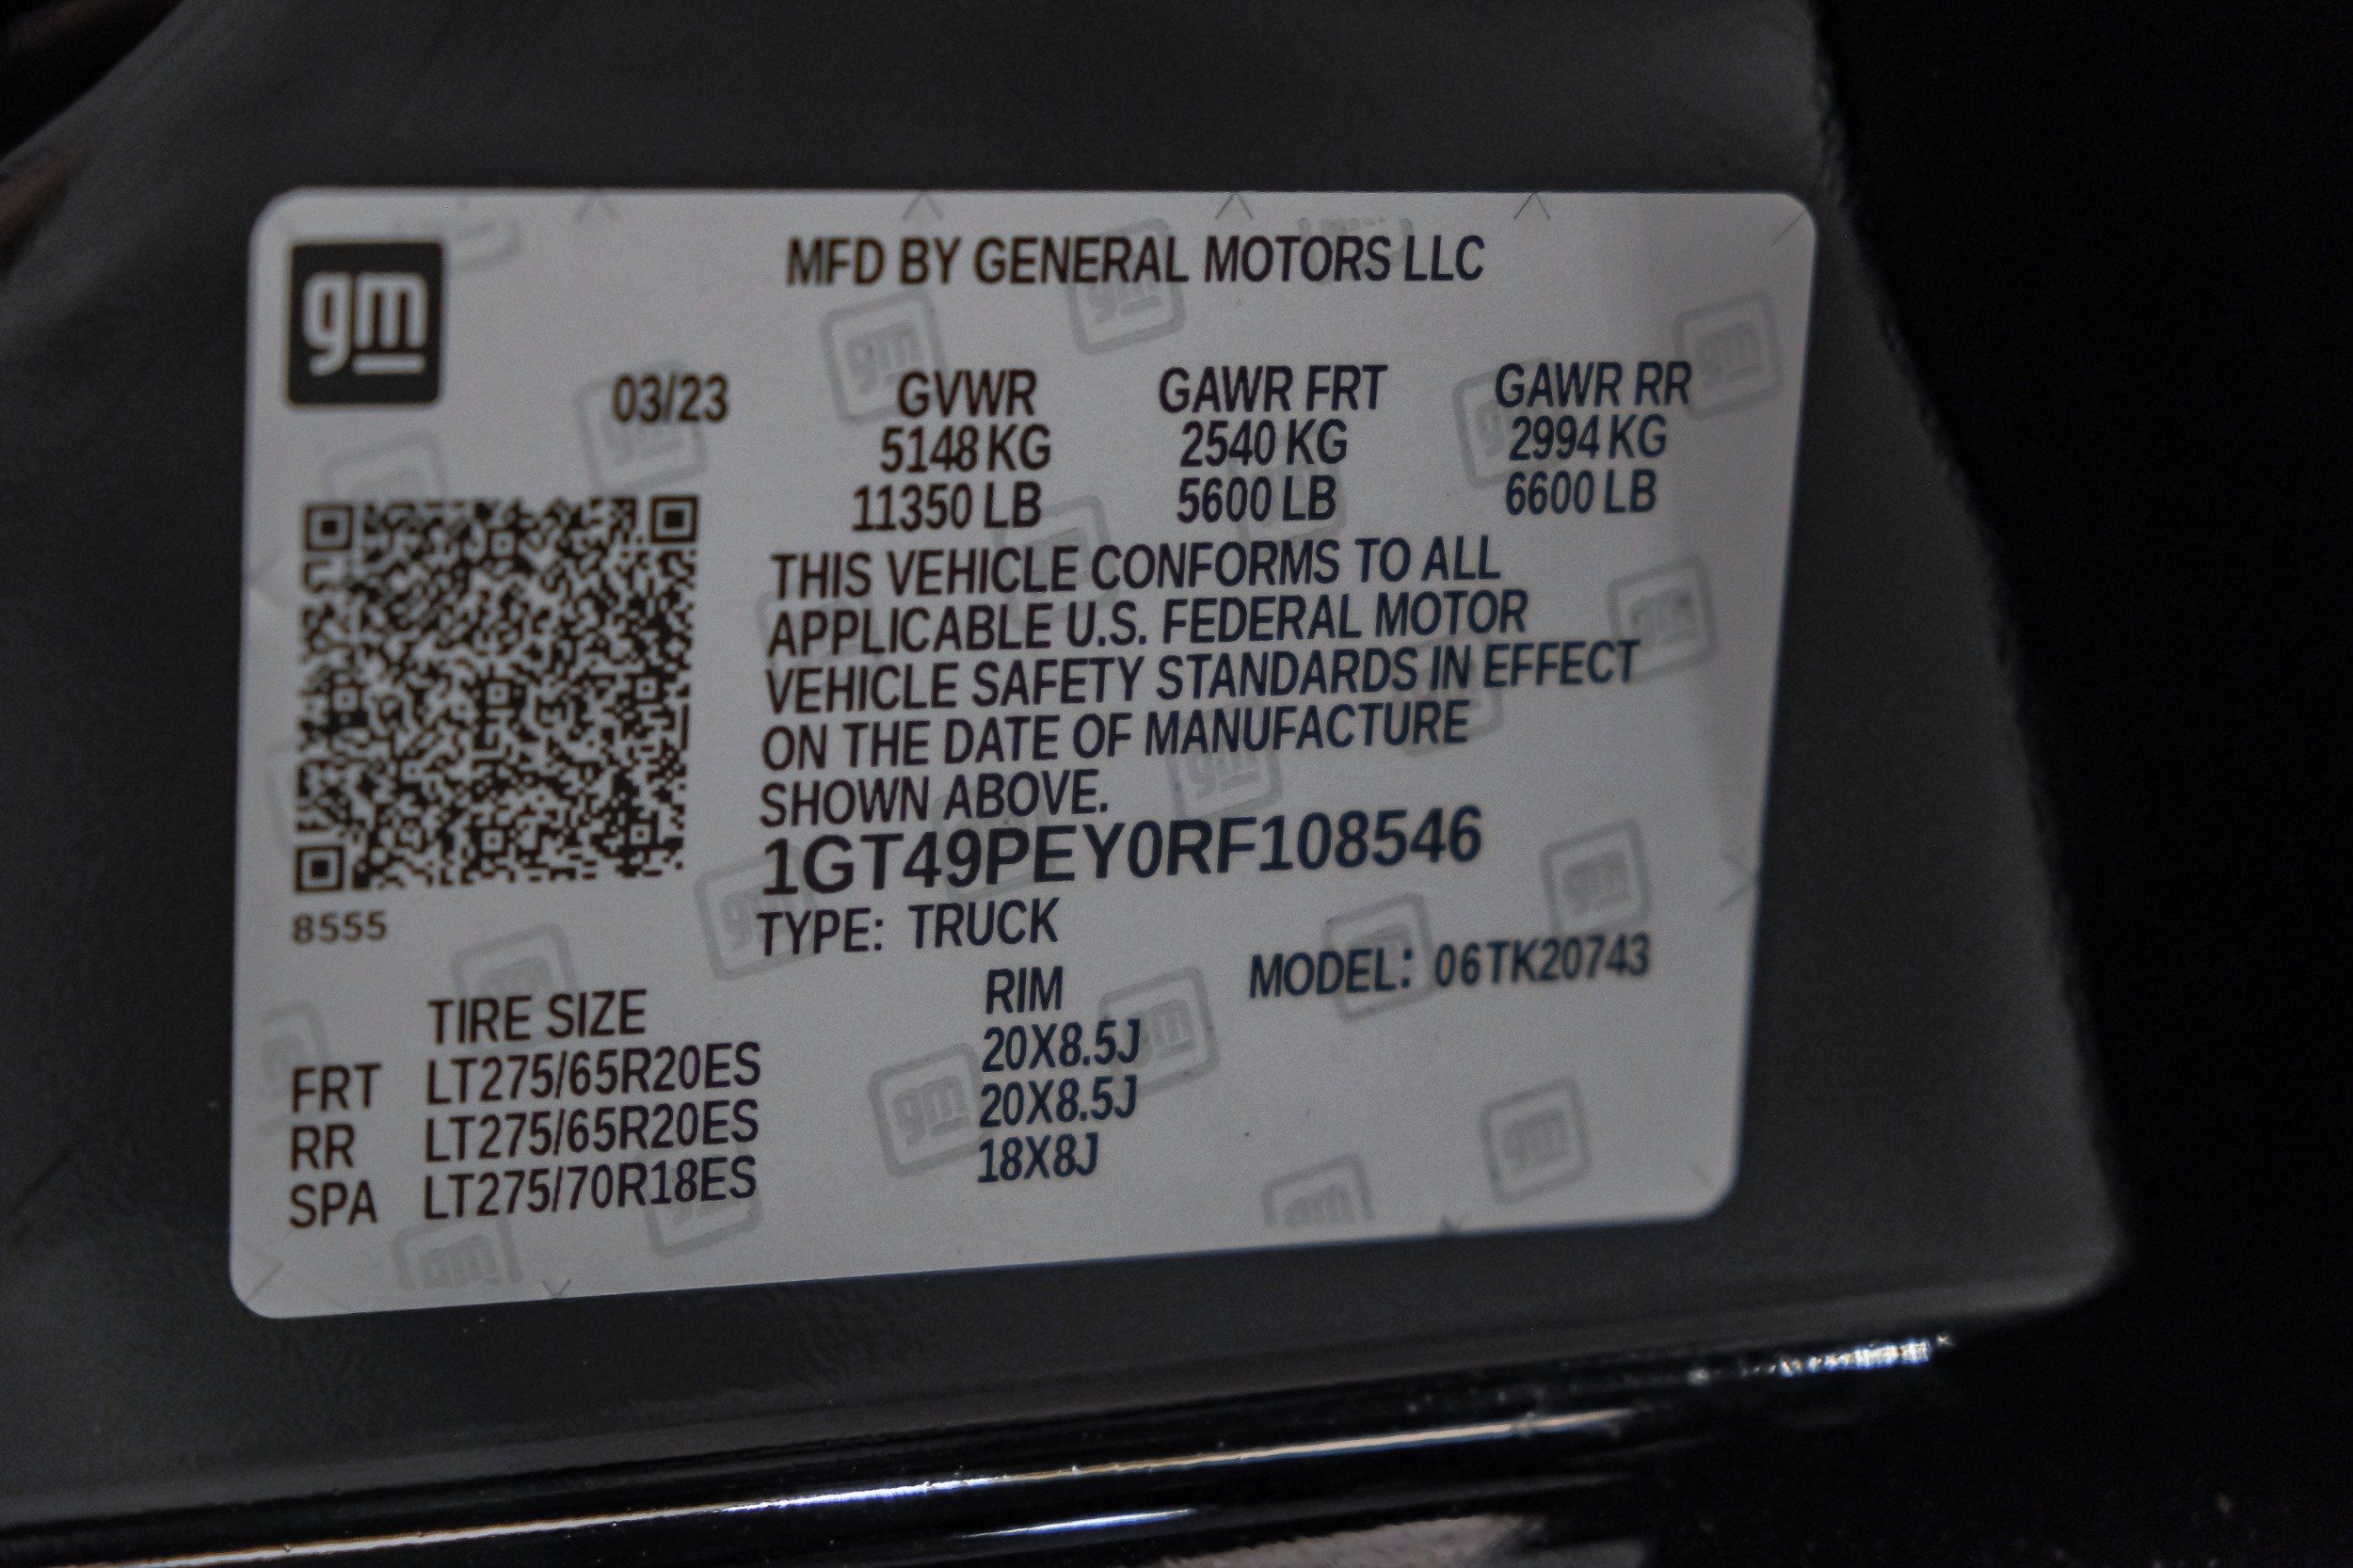 gm
MFD BY GENERAL MOTORS LLC
03/23 GVWR GAWR FRT GAWR RR
5148 KG 2540 KG 2994 KG
11350 LB 5600 LB 6600 LB
THIS VEHICLE CONFORMS TO ALL
APPLICABLE U.S. FEDERAL MOTOR
VEHICLE SAFETY STANDARDS IN EFFECT
ON THE DATE OF MANUFACTURE
SHOWN ABOVE.
1GT49PEY0RF108546
8555
TYPE: TRUCK
MODEL: 06TK20743
TIRE SIZE RIM
FRT LT275/65R20ES 20X8.5J
RR LT275/65R20ES 20X8.5J
SPA LT275/70R18ES 18X8J